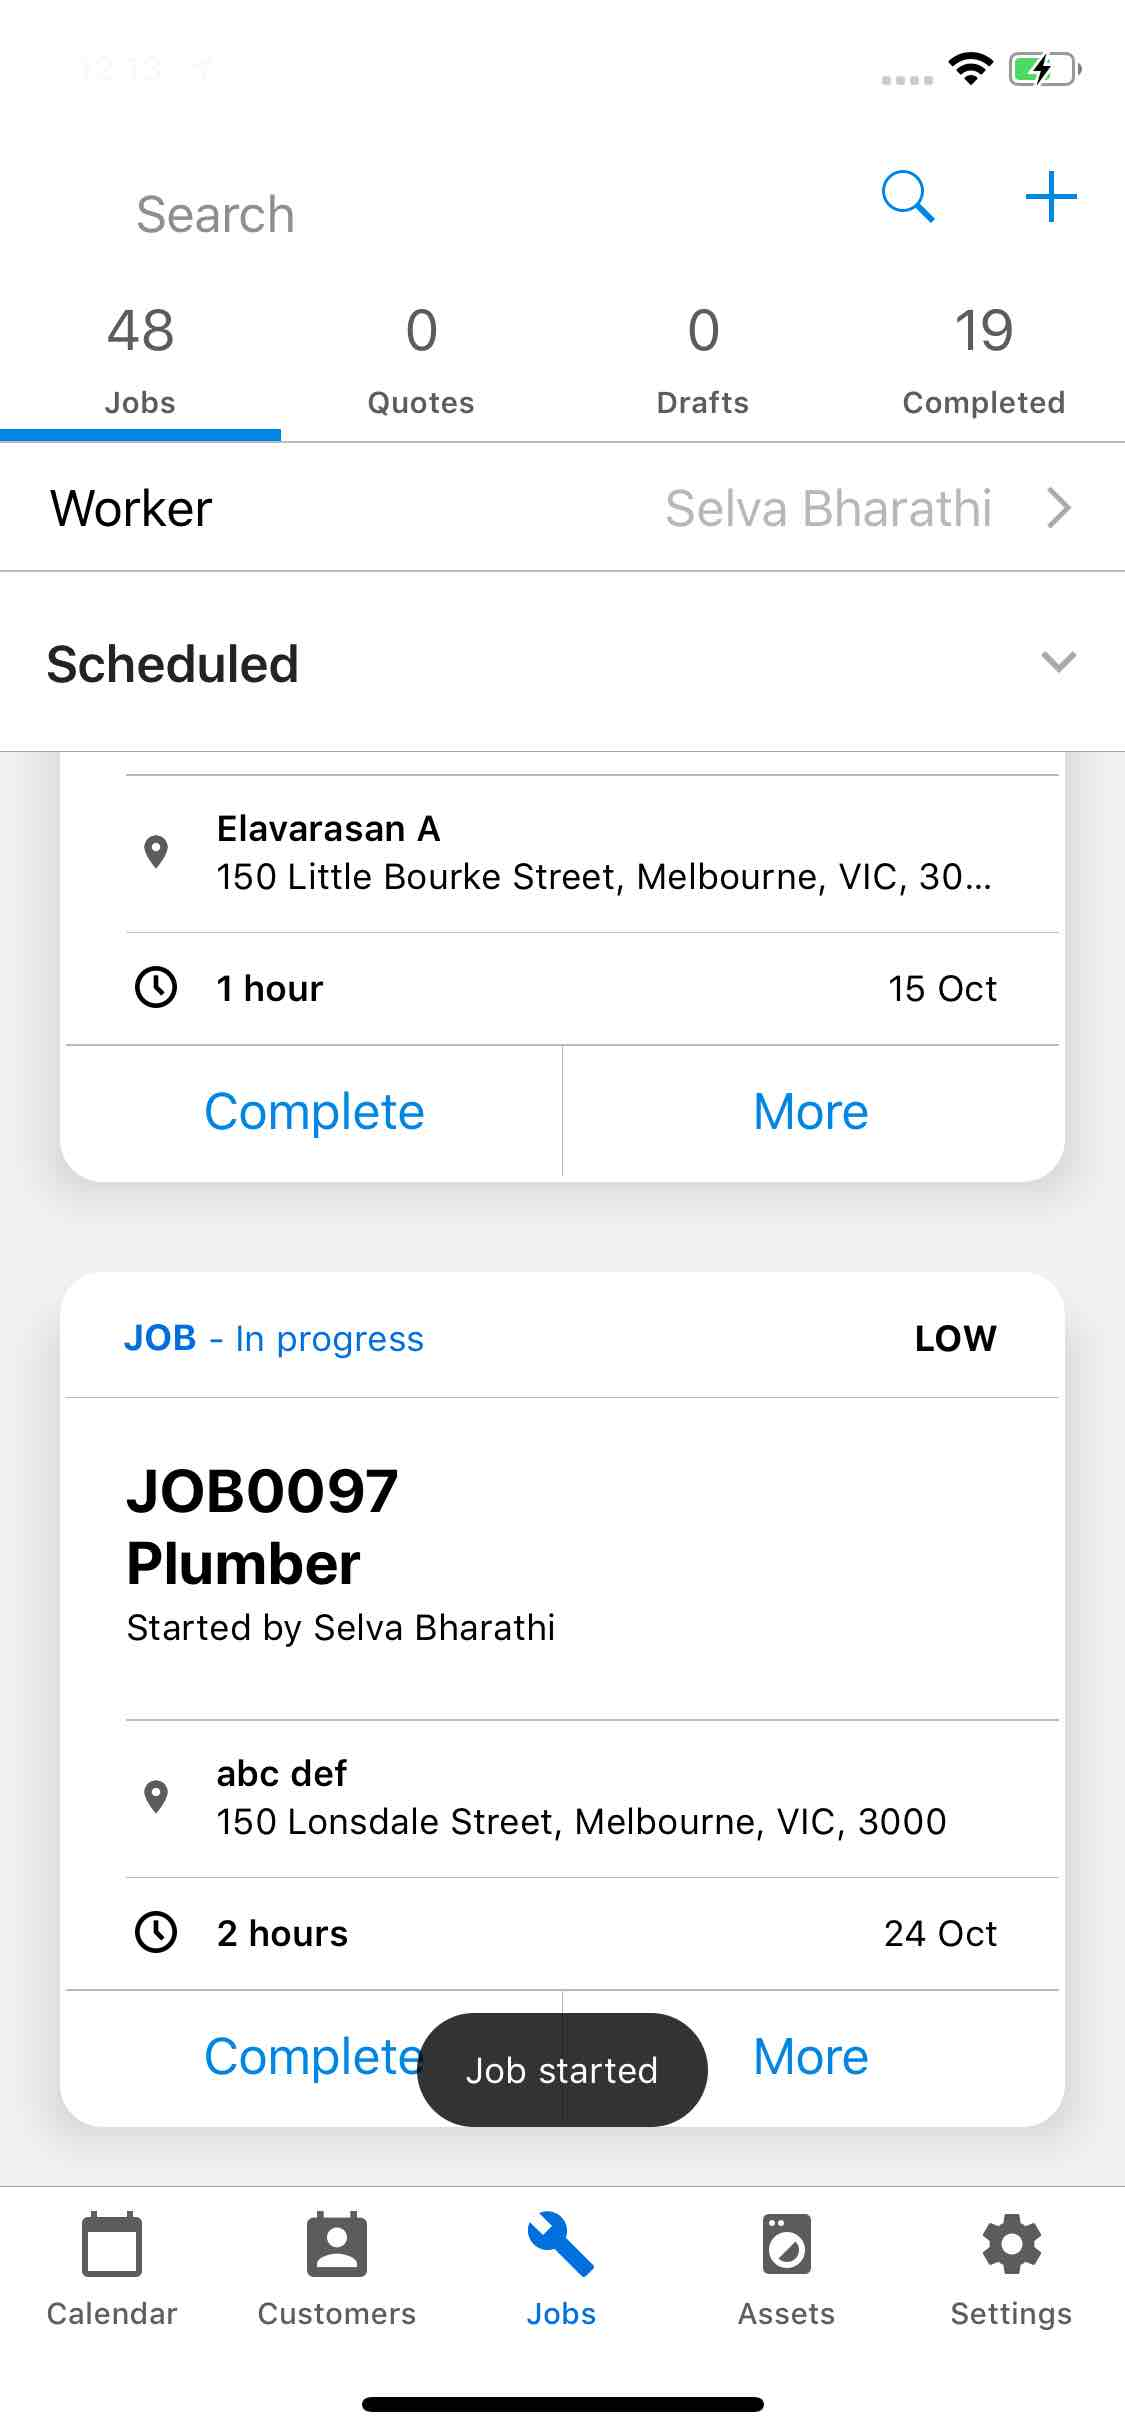 12:13
Search
48 0 0 19
Jobs Quotes Drafts Completed
Worker Selva Bharathi
Scheduled
Elavarasan A
150 Little Bourke Street, Melbourne, VIC, 30...
1 hour 15 Oct
Complete More
JOB - In progress LOW
JOB0097
Plumber
Started by Selva Bharathi
abc def
150 Lonsdale Street, Melbourne, VIC, 3000
2 hours 24 Oct
Complete More
Job started
Calendar Customers Jobs Assets Settings